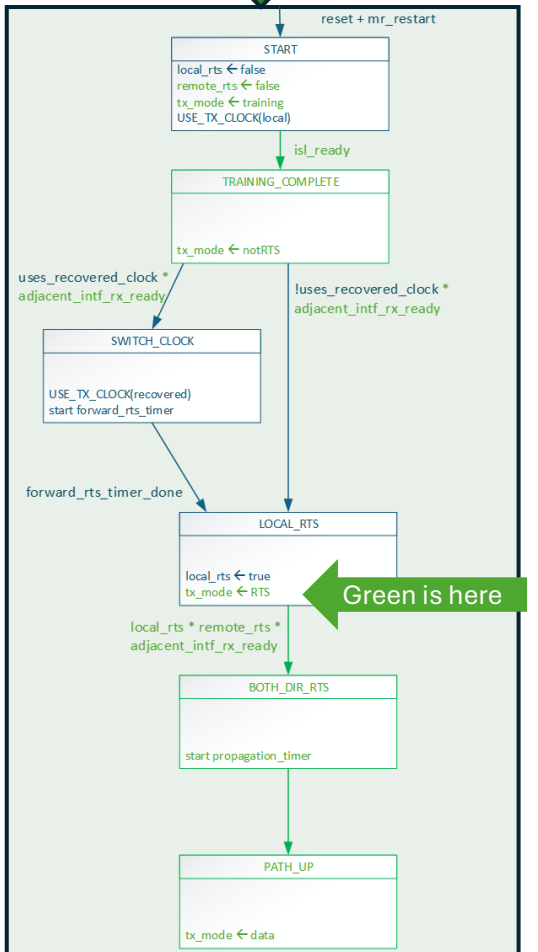 reset + mr_restart
START
local_rts ← false
remote_rts ← false
tx_mode ← training
USE_TX_CLOCK(local)
isl_ready
TRAINING_COMPLETE
tx_mode ← notRTS
uses_recovered_clock *
adjacent_intf_rx_ready
!uses_recovered_clock *
adjacent_intf_rx_ready
SWITCH_CLOCK
USE_TX_CLOCK(recovered)
start forward_rts_timer
forward_rts_timer_done
LOCAL_RTS
local_rts ← true
tx_mode ← RTS
Green is here
local_rts * remote_rts *
adjacent_intf_rx_ready
BOTH_DIR_RTS
start propagation_timer
PATH_UP
tx_mode ← data